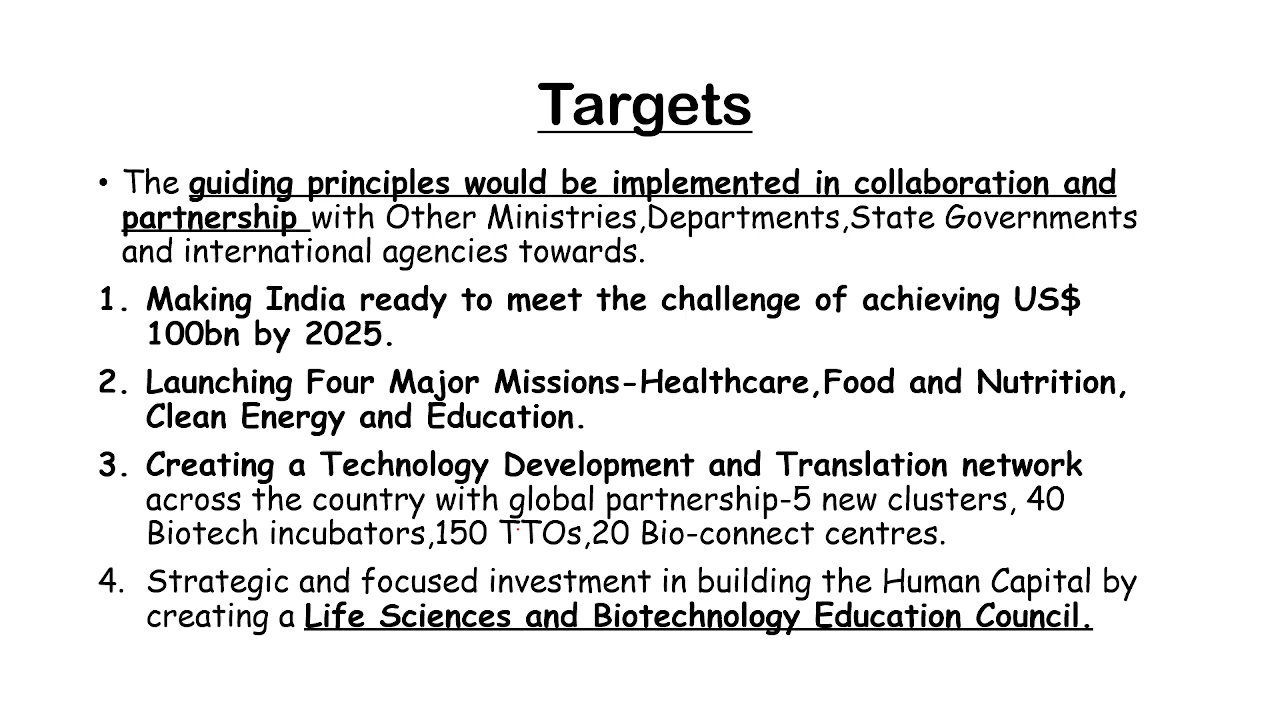 Targets
• The guiding principles would be implemented in collaboration and
partnership with Other Ministries,Departments,State Governments
and international agencies towards.
1. Making India ready to meet the challenge of achieving US$
100bn by 2025.
2. Launching Four Major Missions-Healthcare,Food and Nutrition,
Clean Energy and Education.
3. Creating a Technology Development and Translation network
across the country with global partnership-5 new clusters, 40
Biotech incubators,150 TTOs,20 Bio-connect centres.
4. Strategic and focused investment in building the Human Capital by
creating a Life Sciences and Biotechnology Education Council.